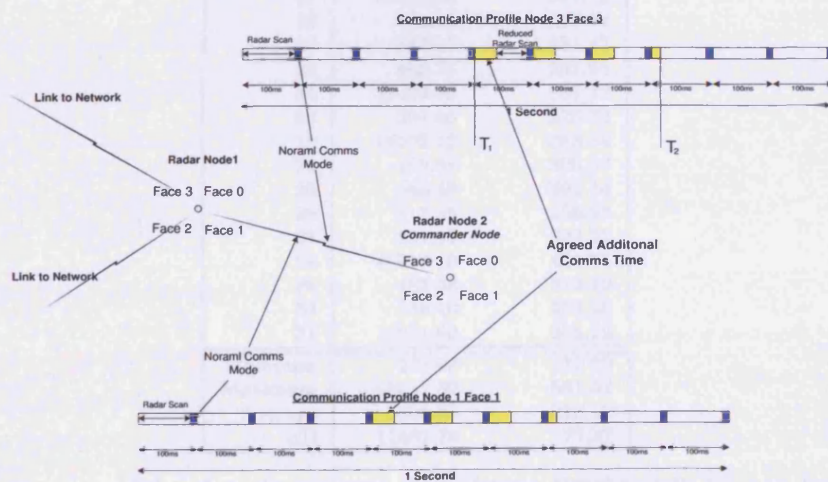 Communication Profile Node 3 Face 3
Radar Scan
Reduced
Radar Scan
100ms 100ms 100ms 100ms 100ms 100ms 100ms 100ms 100ms 100ms
1 Second
T1
T2
Link to Network
Noraml Comms
Mode
Radar Node1
Face 3 Face 0
Face 2 Face 1
Radar Node 2
Commander Node
Face 3 Face 0
Face 2 Face 1
Agreed Additonal
Comms Time
Link to Network
Noraml Comms
Mode
Communication Profile Node 1 Face 1
Radar Scan
100ms 100ms 100ms 100ms 100ms 100ms 100ms 100ms 100ms 100ms
1 Second